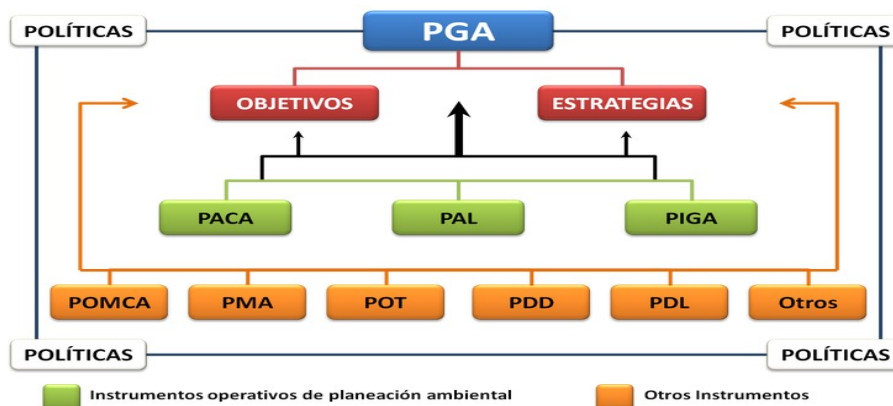 POLÍTICAS
PGA
POLÍTICAS
OBJETIVOS
ESTRATEGIAS
PACA
PAL
PIGA
POMCA
PMA
POT
PDD
PDL
Otros
POLÍTICAS
POLÍTICAS
Instrumentos operativos de planeación ambiental
Otros Instrumentos